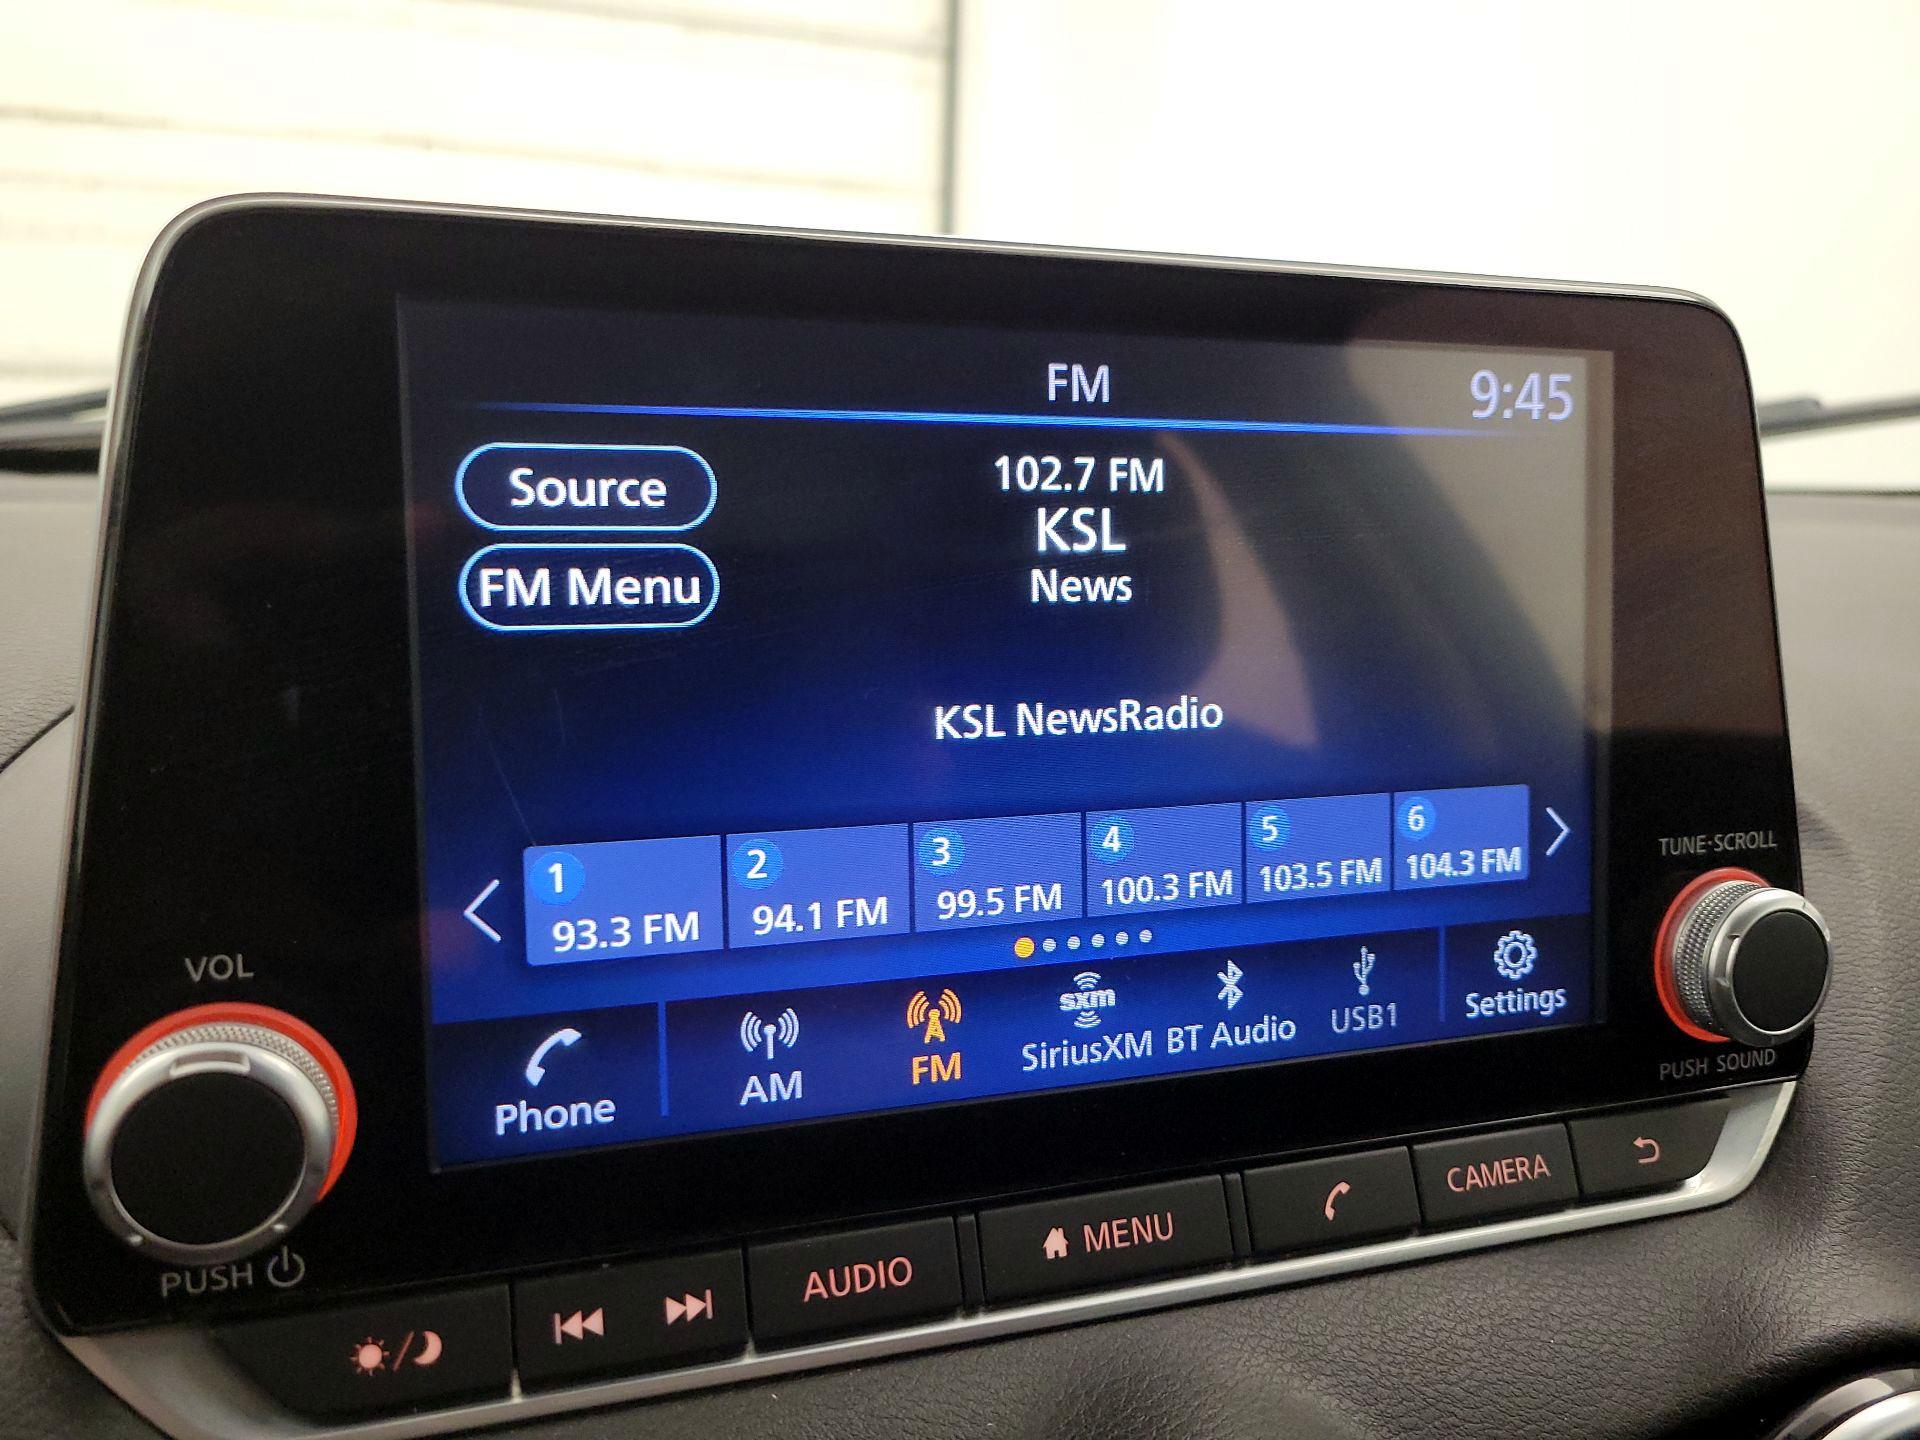 FM
9:45
Source
102.7 FM
KSL
FM Menu
News
KSL NewsRadio
1
2
3
4
5
6
93.3 FM
94.1 FM
99.5 FM
100.3 FM
103.5 FM
104.3 FM
TUNE·SCROLL
VOL
Phone
AM
FM
sxm
SiriusXM
BT Audio
USB1
Settings
PUSH SOUND
PUSH
AUDIO
MENU
CAMERA